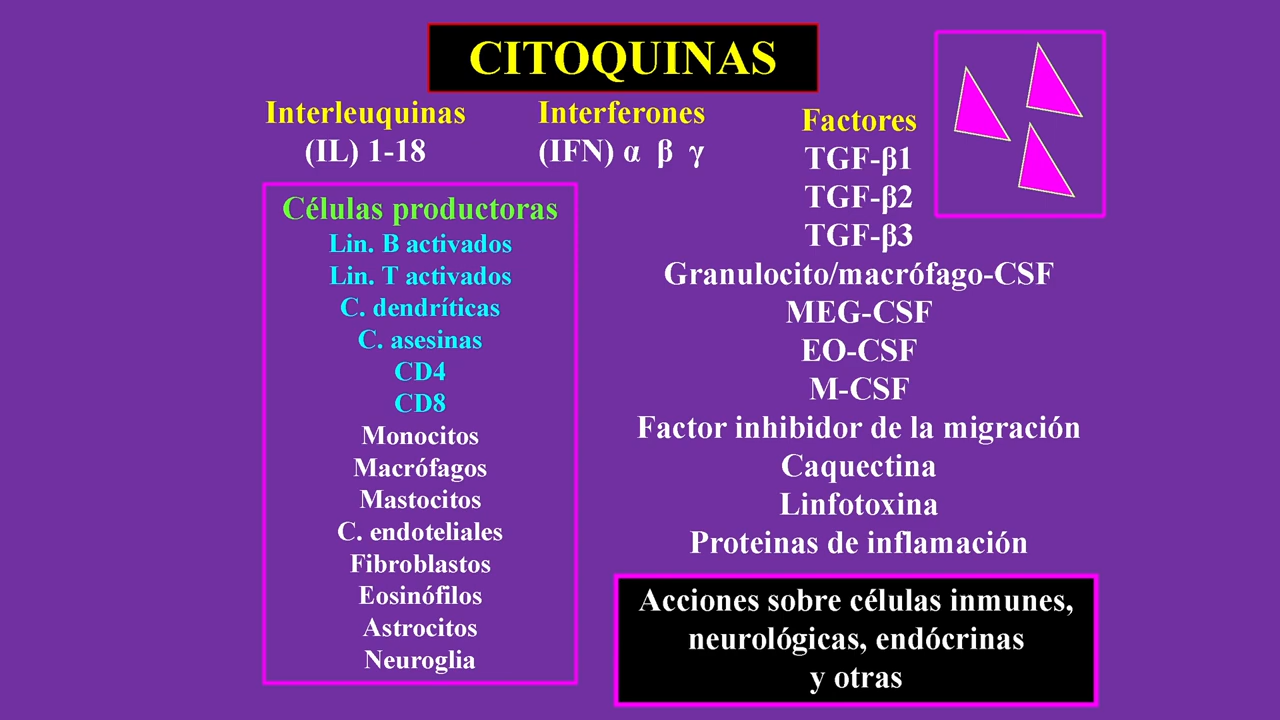 CITOQUINAS
Interleuquinas
(IL) 1-18
Interferones
(IFN) α β γ
Factores
TGF-β1
TGF-β2
TGF-β3
Granulocito/macrófago-CSF
MEG-CSF
EO-CSF
M-CSF
Factor inhibidor de la migración
Caquectina
Linfotoxina
Proteinas de inflamación
Células productoras
Lin. B activados
Lin. T activados
C. dendríticas
C. asesinas
CD4
CD8
Monocitos
Macrófagos
Mastocitos
C. endoteliales
Fibroblastos
Eosinófilos
Astrocitos
Neuroglia
Acciones sobre células inmunes,
neurológicas, endócrinas
y otras